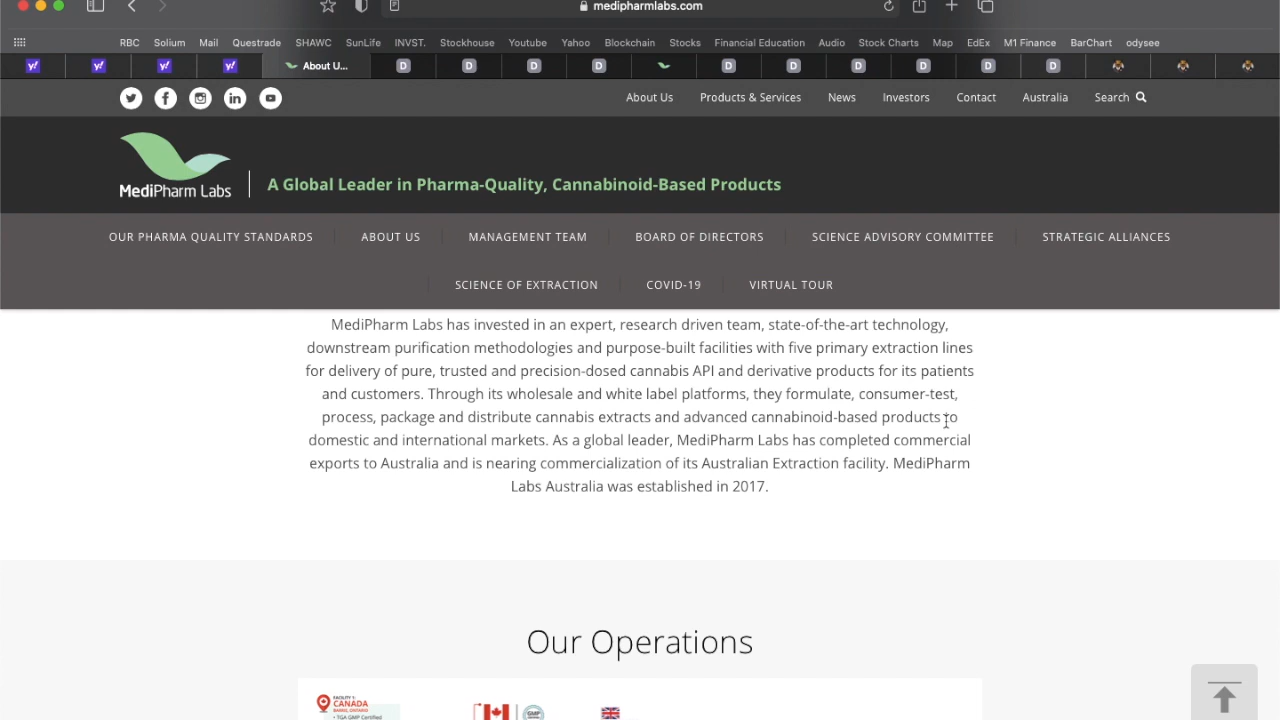 medipharmlabs.com
RBC Solium Mail Questrade SHAWC SunLife INVST. Stockhouse Youtube Yahoo Blockchain Stocks Financial Education Audio Stock Charts Map EdEx M1 Finance BarChart odysee
y! y! y! y! About U... D D D D D D D D D D
About Us Products & Services News Investors Contact Australia Search
MediPharm Labs
A Global Leader in Pharma-Quality, Cannabinoid-Based Products
OUR PHARMA QUALITY STANDARDS ABOUT US MANAGEMENT TEAM BOARD OF DIRECTORS SCIENCE ADVISORY COMMITTEE STRATEGIC ALLIANCES
SCIENCE OF EXTRACTION COVID-19 VIRTUAL TOUR
MediPharm Labs has invested in an expert, research driven team, state-of-the-art technology,
downstream purification methodologies and purpose-built facilities with five primary extraction lines
for delivery of pure, trusted and precision-dosed cannabis API and derivative products for its patients
and customers. Through its wholesale and white label platforms, they formulate, consumer-test,
process, package and distribute cannabis extracts and advanced cannabinoid-based products to
domestic and international markets. As a global leader, MediPharm Labs has completed commercial
exports to Australia and is nearing commercialization of its Australian Extraction facility. MediPharm
Labs Australia was established in 2017.
Our Operations
FACILITY 1:
CANADA
BARRIE, ONTARIO
• TGA GMP Certified
GMP